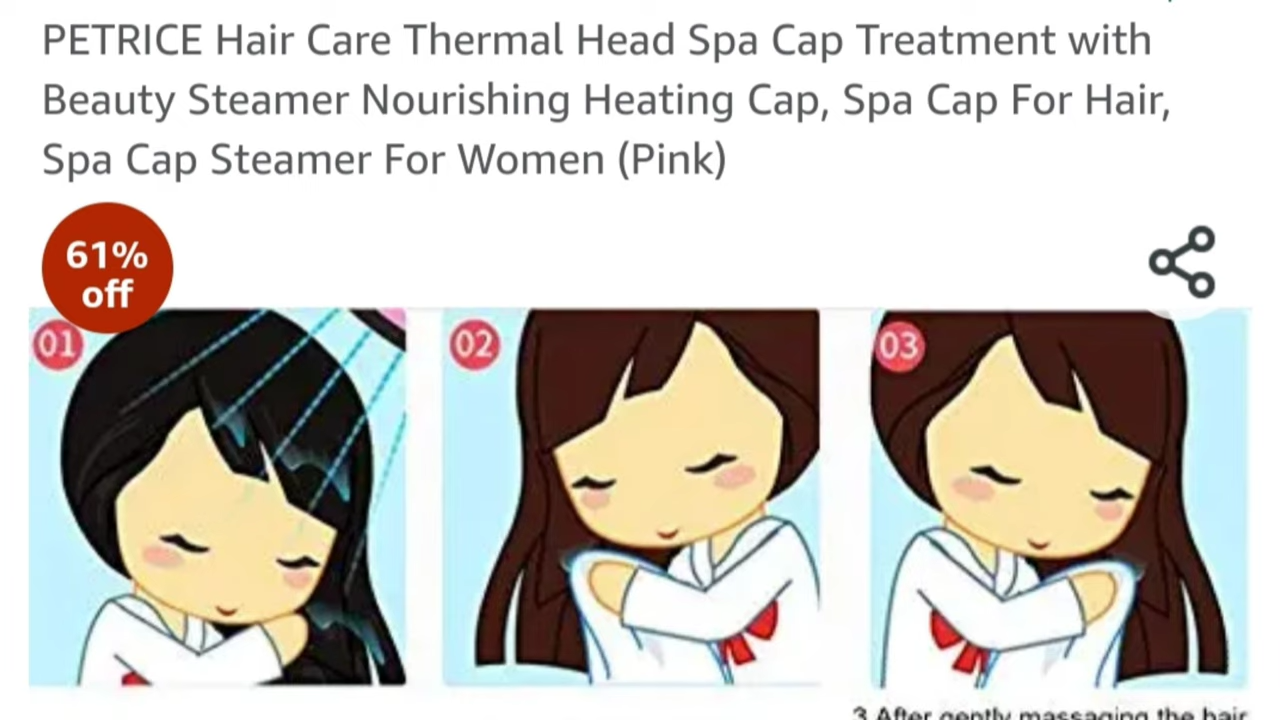 PETRICE Hair Care Thermal Head Spa Cap Treatment with
Beauty Steamer Nourishing Heating Cap, Spa Cap For Hair,
Spa Cap Steamer For Women (Pink)
61%
off
01
02
03
3 After gently massaging the hair